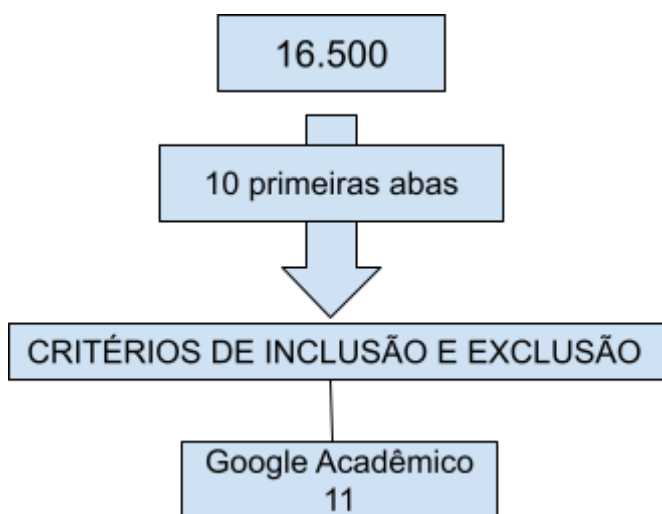 16.500
10 primeiras abas
CRITÉRIOS DE INCLUSÃO E EXCLUSÃO
Google Acadêmico
11